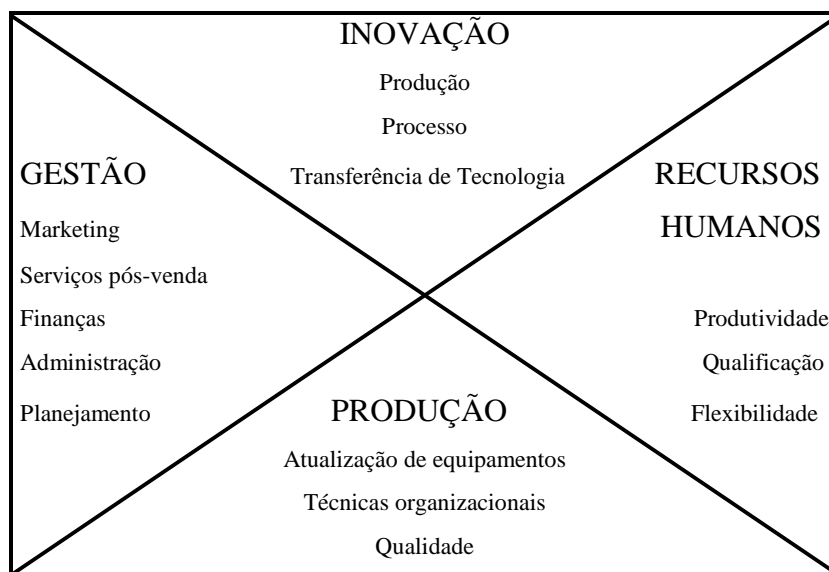 INOVAÇÃO
Produção
Processo
Transferência de Tecnologia
GESTÃO
Marketing
Serviços pós-venda
Finanças
Administração
Planejamento
RECURSOS
HUMANOS
Produtividade
Qualificação
Flexibilidade
PRODUÇÃO
Atualização de equipamentos
Técnicas organizacionais
Qualidade